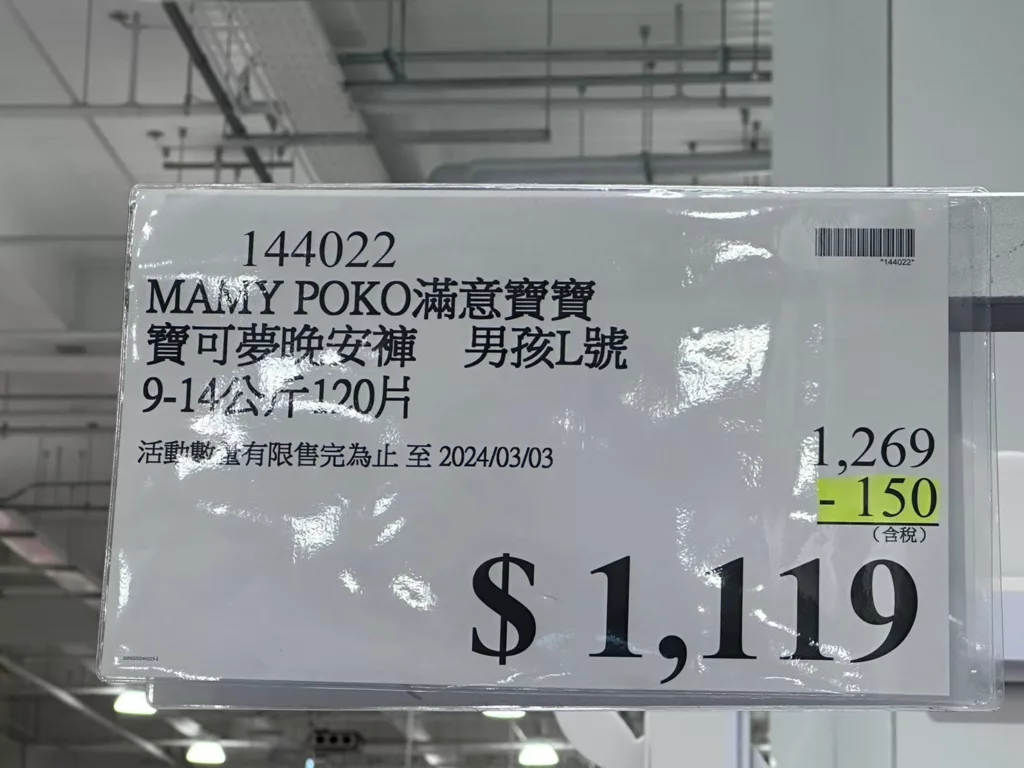 144022
*144022*
MAMY POKO滿意寶寶
寶可夢晚安褲 男孩L號
9-14公斤120片
活動數量有限售完為止 至 2024/03/03
1,269
- 150
(含稅)
$ 1,119